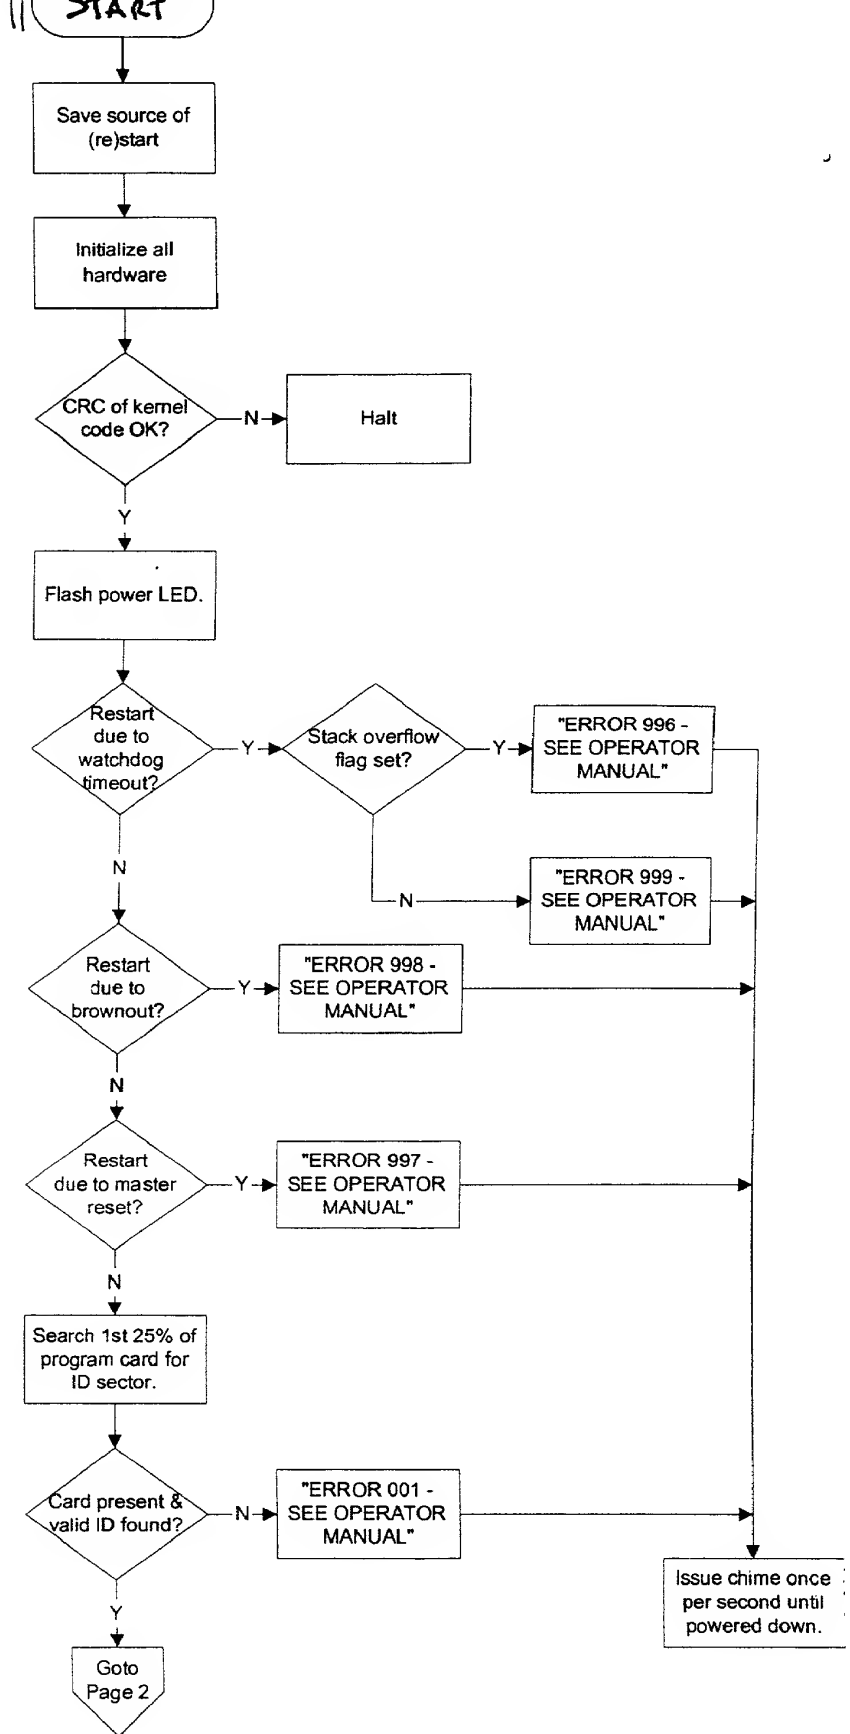 START
Save source of
(re)start
Initialize all
hardware
CRC of kernel
code OK?
N
Halt
Y
Flash power LED.
Restart
due to
watchdog
timeout?
Y
Stack overflow
flag set?
Y
"ERROR 996 -
SEE OPERATOR
MANUAL"
N
N
"ERROR 999 -
SEE OPERATOR
MANUAL"
Restart
due to
brownout?
Y
"ERROR 998 -
SEE OPERATOR
MANUAL"
N
Restart
due to master
reset?
Y
"ERROR 997 -
SEE OPERATOR
MANUAL"
N
Search 1st 25% of
program card for
ID sector.
Card present &
valid ID found?
N
"ERROR 001 -
SEE OPERATOR
MANUAL"
Issue chime once
per second until
powered down.
Y
Goto
Page 2